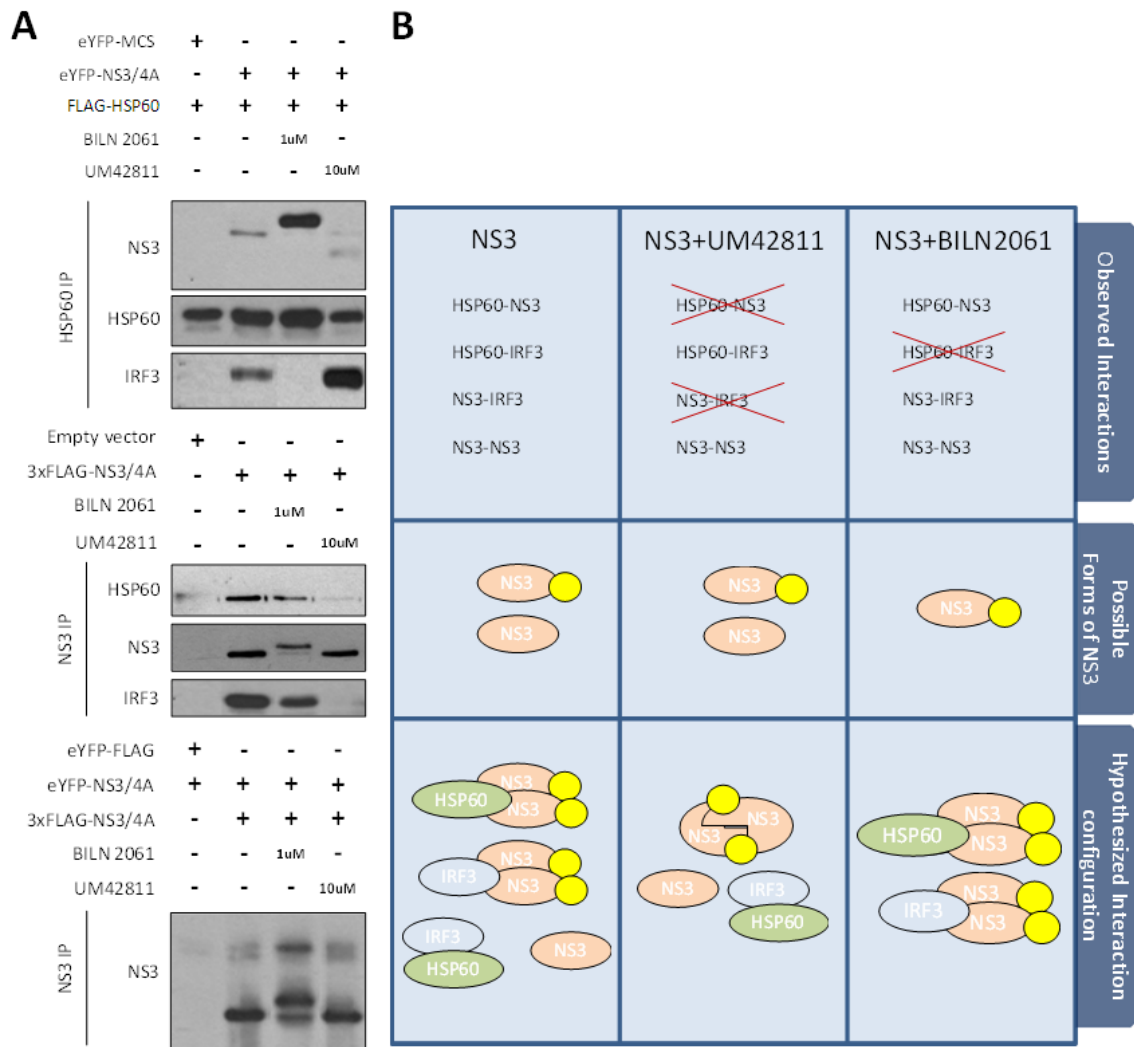 A
eYFP-MCS + - - -
eYFP-NS3/4A - + + +
FLAG-HSP60 + + + +
BILN 2061 - - 1uM -
UM42811 - - - 10uM
HSP60 IP
NS3
HSP60
IRF3
Empty vector + - - -
3xFLAG-NS3/4A - + + +
BILN 2061 - - 1uM -
UM42811 - - - 10uM
NS3 IP
HSP60
NS3
IRF3
eYFP-FLAG + - - -
eYFP-NS3/4A + + + +
3xFLAG-NS3/4A - + + +
BILN 2061 - - 1uM -
UM42811 - - - 10uM
NS3 IP
NS3
B
NS3 NS3+UM42811 NS3+BILN2061
HSP60-NS3 HSP60-NS3 HSP60-NS3
HSP60-IRF3 HSP60-IRF3 HSP60-IRF3
NS3-IRF3 NS3-IRF3 NS3-IRF3
NS3-NS3 NS3-NS3 NS3-NS3
Observed Interactions
NS3 NS3 NS3
NS3 NS3
Possible
Forms of NS3
NS3
HSP60 NS3
NS3
IRF3 NS3
IRF3
HSP60
NS3
NS3
NS3
NS3
IRF3
HSP60
NS3
HSP60 NS3
NS3
IRF3 NS3
Hypothesized Interaction
configuration